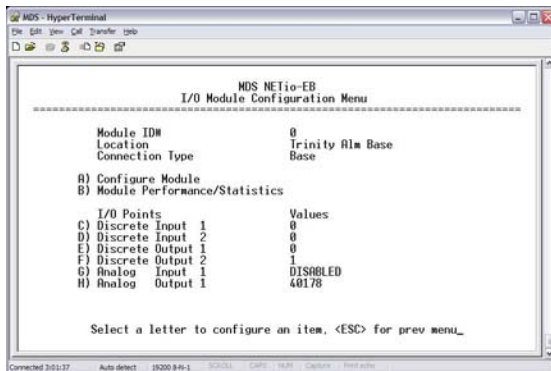 MDS - HyperTerminal
File Edit View Call Transfer Help
MDS NETio-EB
I/O Module Configuration Menu
================================================================
Module ID# 0
Location Trinity Alm Base
Connection Type Base
A) Configure Module
B) Module Performance/Statistics
I/O Points Values
C) Discrete Input 1 0
D) Discrete Input 2 0
E) Discrete Output 1 0
F) Discrete Output 2 1
G) Analog Input 1 DISABLED
H) Analog Output 1 40178
Select a letter to configure an item, <ESC> for prev menu_
Connected 3:01:37 Auto detect 19200 8-N-1 SCROLL CAPS NUM Capture Print echo